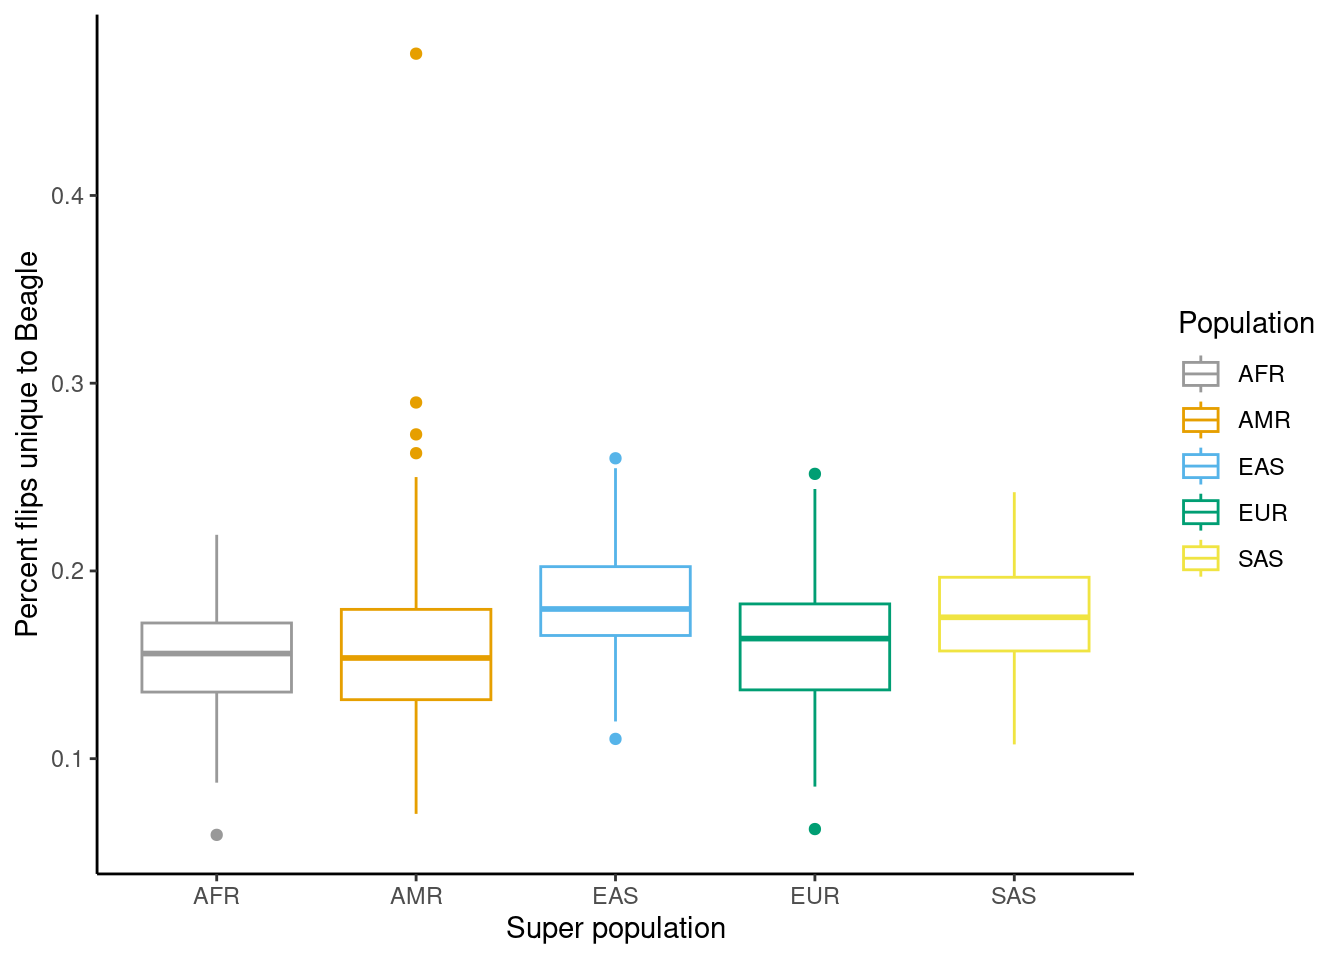 Percent flips unique to Beagle
0.4
0.3
0.2
0.1
AFR
AMR
EAS
EUR
SAS
Super population
Population
AFR
AMR
EAS
EUR
SAS